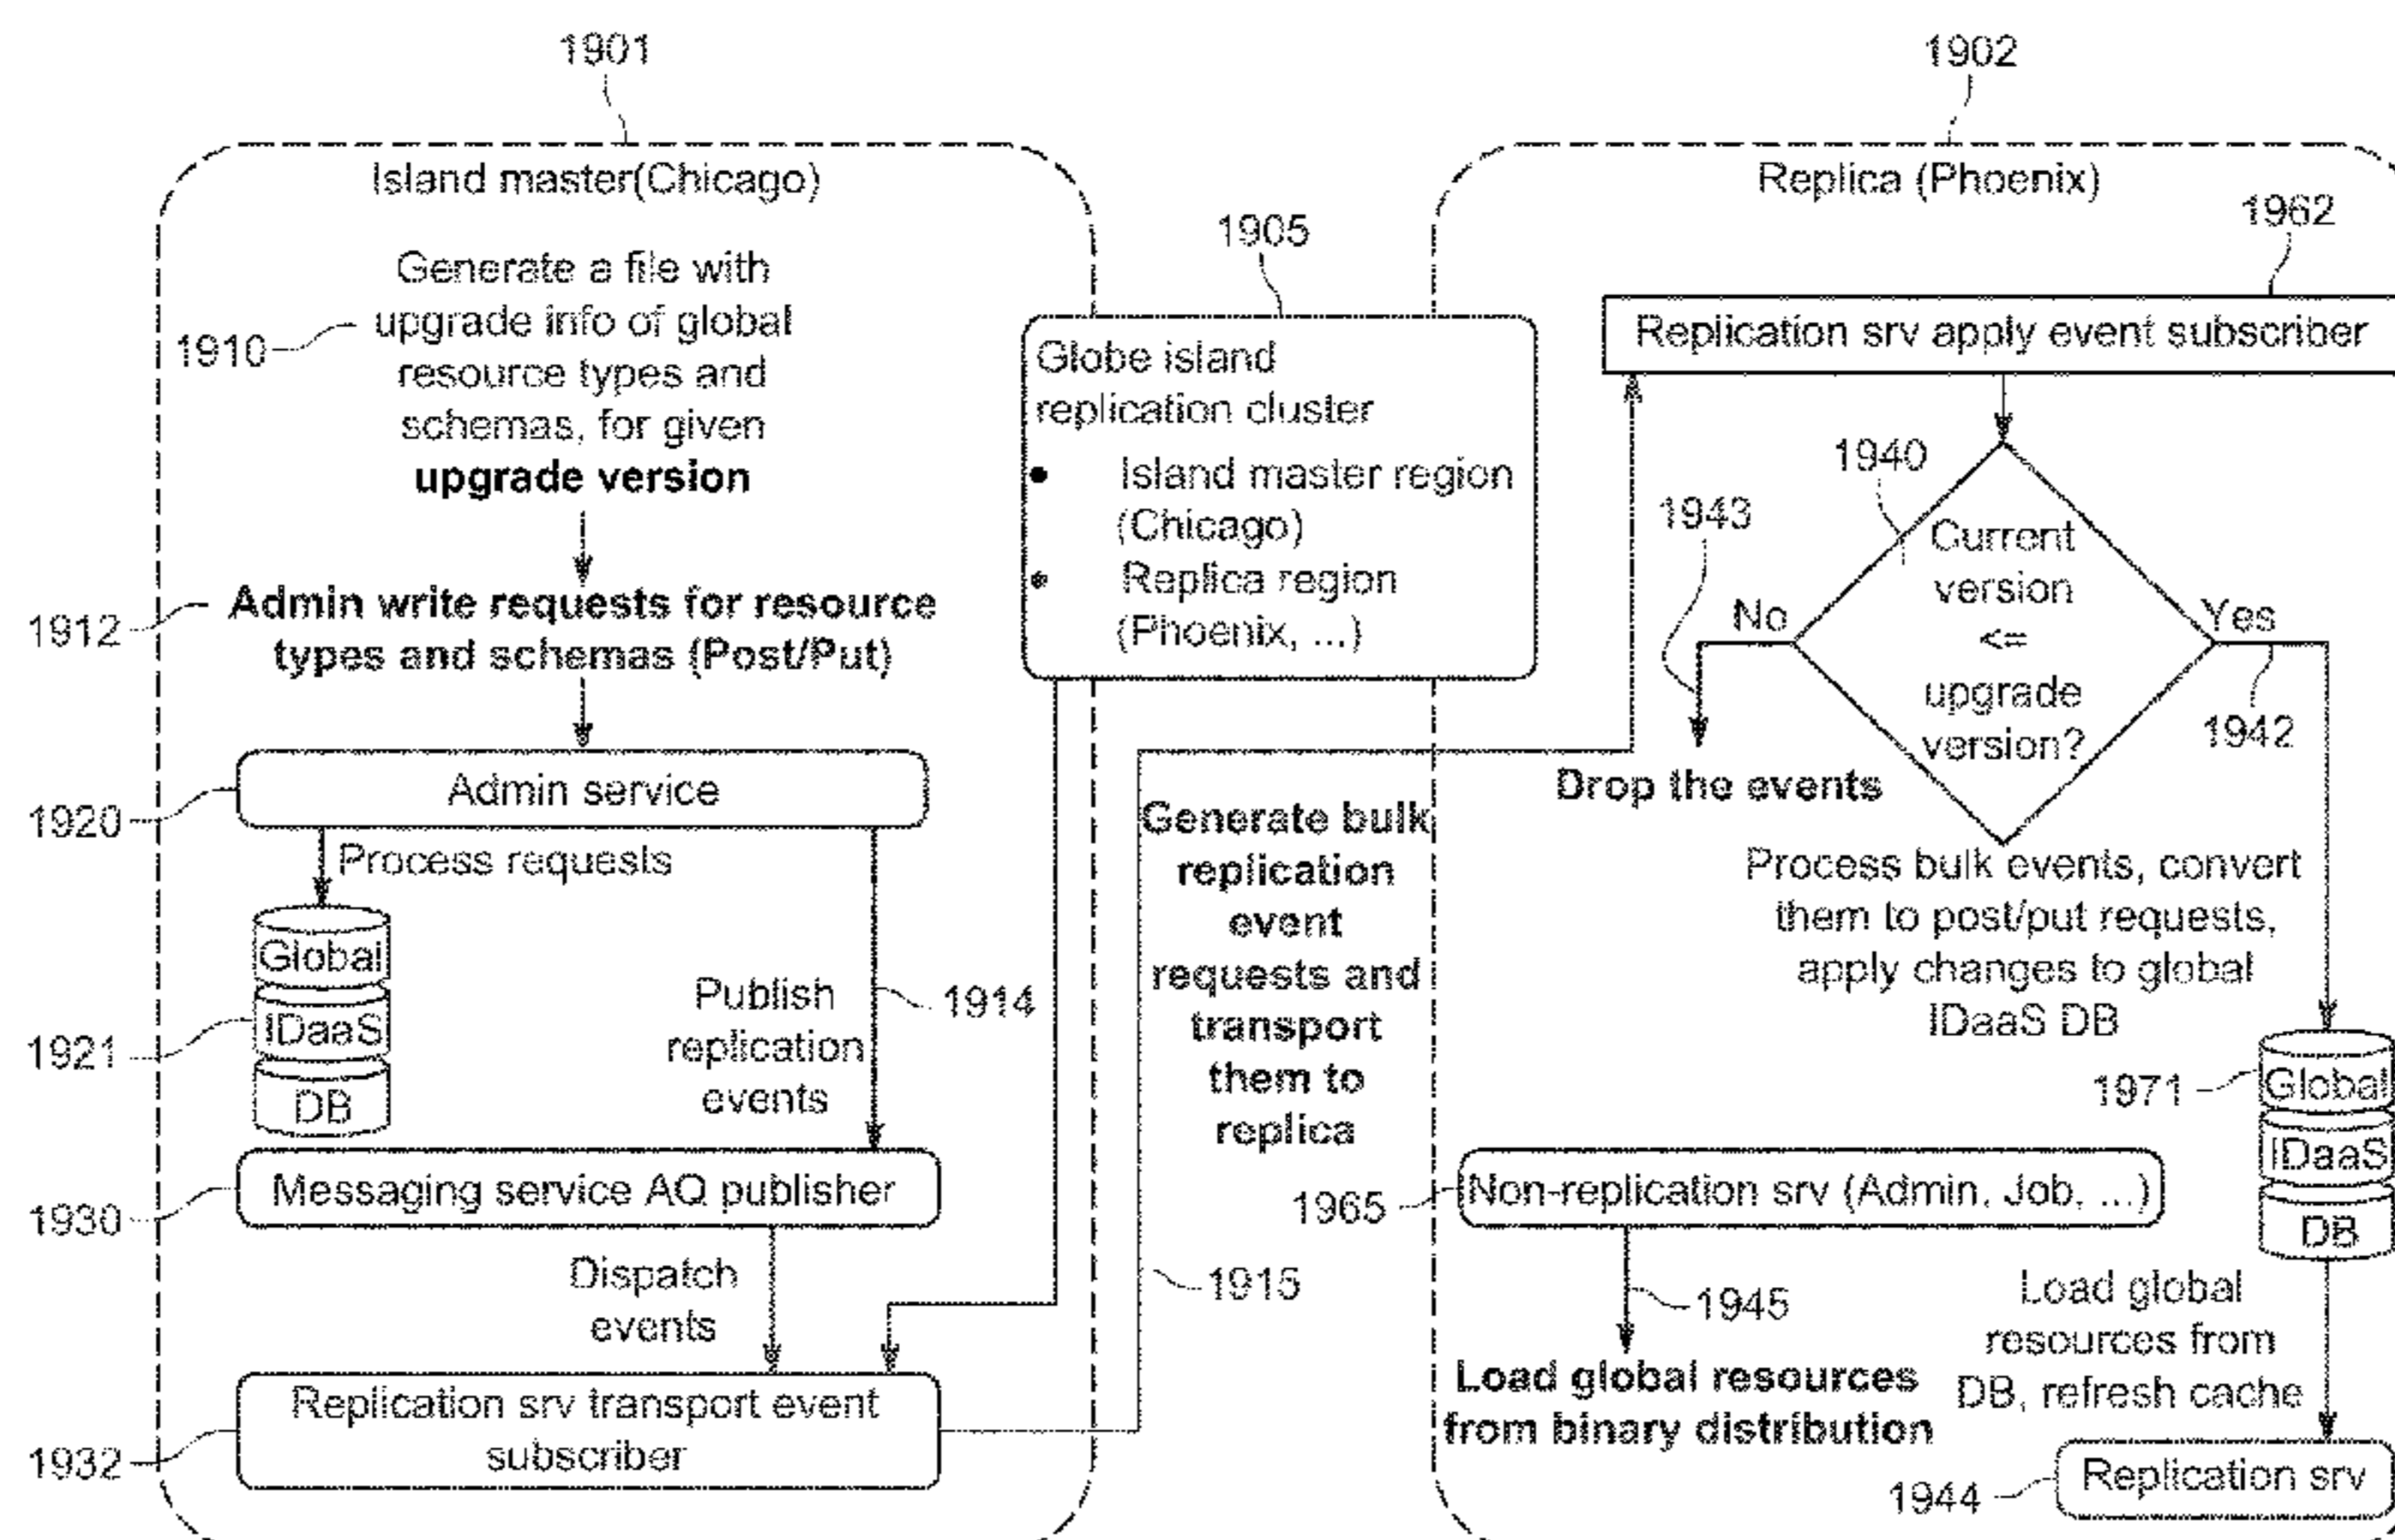 1901
Island master(Chicago)
1910
Generate a file with
upgrade info of global
resource types and
schemas, for given
upgrade version
1912
Admin write requests for resource
types and schemas (Post/Put)
1920
Admin service
Process requests
1921
Global
IDaaS
DB
Publish
replication
events
1914
1930
Messaging service AQ publisher
Dispatch
events
1932
Replication srv transport event
subscriber
1905
Globe island
replication cluster
• Island master region
(Chicago)
• Replica region
(Phoenix, ...)
Generate bulk
replication
event
requests and
transport
them to
replica
1915
1902
Replica (Phoenix)
1962
Replication srv apply event subscriber
1940
Current
version
<=
upgrade
version?
No
1943
Drop the events
Yes
1942
Process bulk events, convert
them to post/put requests,
apply changes to global
IDaaS DB
1971
Global
IDaaS
DB
1965
Non-replication srv (Admin, Job, ...)
1945
Load global resources
from binary distribution
Load global
resources from
DB, refresh cache
1944
Replication srv